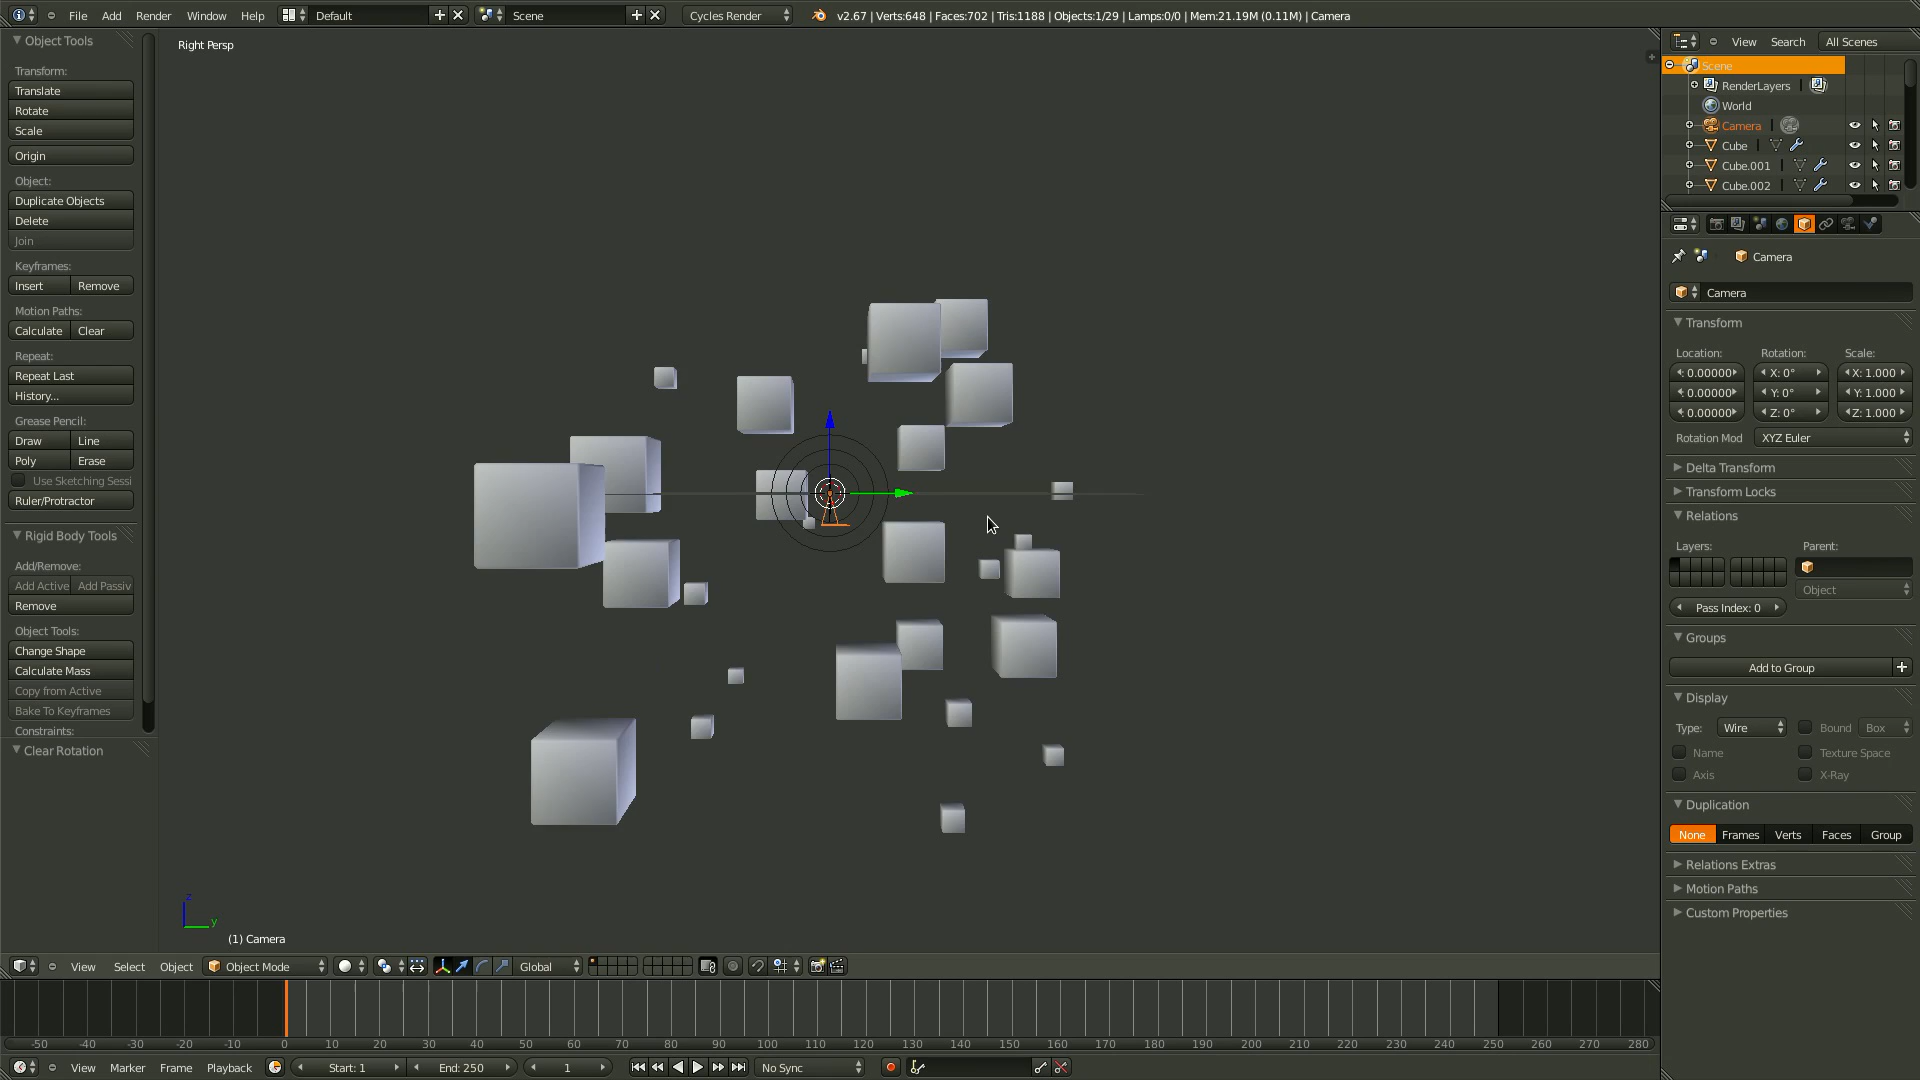 File Add Render Window Help Default Scene Cycles Render v2.67 | Verts:648 | Faces:702 | Tris:1188 | Objects:1/29 | Lamps:0/0 | Mem:21.19M (0.11M) | Camera
Object Tools
Transform:
Translate
Rotate
Scale
Origin
Object:
Duplicate Objects
Delete
Join
Keyframes:
Insert Remove
Motion Paths:
Calculate Clear
Repeat:
Repeat Last
History...
Grease Pencil:
Draw Line
Poly Erase
Use Sketching Sessi
Ruler/Protractor
Rigid Body Tools
Add/Remove:
Add Active Add Passiv
Remove
Object Tools:
Change Shape
Calculate Mass
Copy from Active
Bake To Keyframes
Constraints:
Clear Rotation
Right Persp
z
y
(1) Camera
View Search All Scenes
Scene
RenderLayers
World
Camera
Cube
Cube.001
Cube.002
Camera
Camera
Transform
Location: Rotation: Scale:
: 0.00000 X: 0° X: 1.000
: 0.00000 Y: 0° Y: 1.000
: 0.00000 Z: 0° Z: 1.000
Rotation Mod XYZ Euler
Delta Transform
Transform Locks
Relations
Layers: Parent:
Object
Pass Index: 0
Groups
Add to Group
Display
Type: Wire Bound Box
Name Texture Space
Axis X-Ray
Duplication
None Frames Verts Faces Group
Relations Extras
Motion Paths
Custom Properties
View Select Object Object Mode Global
-50 -40 -30 -20 -10 0 10 20 30 40 50 60 70 80 90 100 110 120 130 140 150 160 170 180 190 200 210 220 230 240 250 260 270 280
View Marker Frame Playback Start: 1 End: 250 1 No Sync